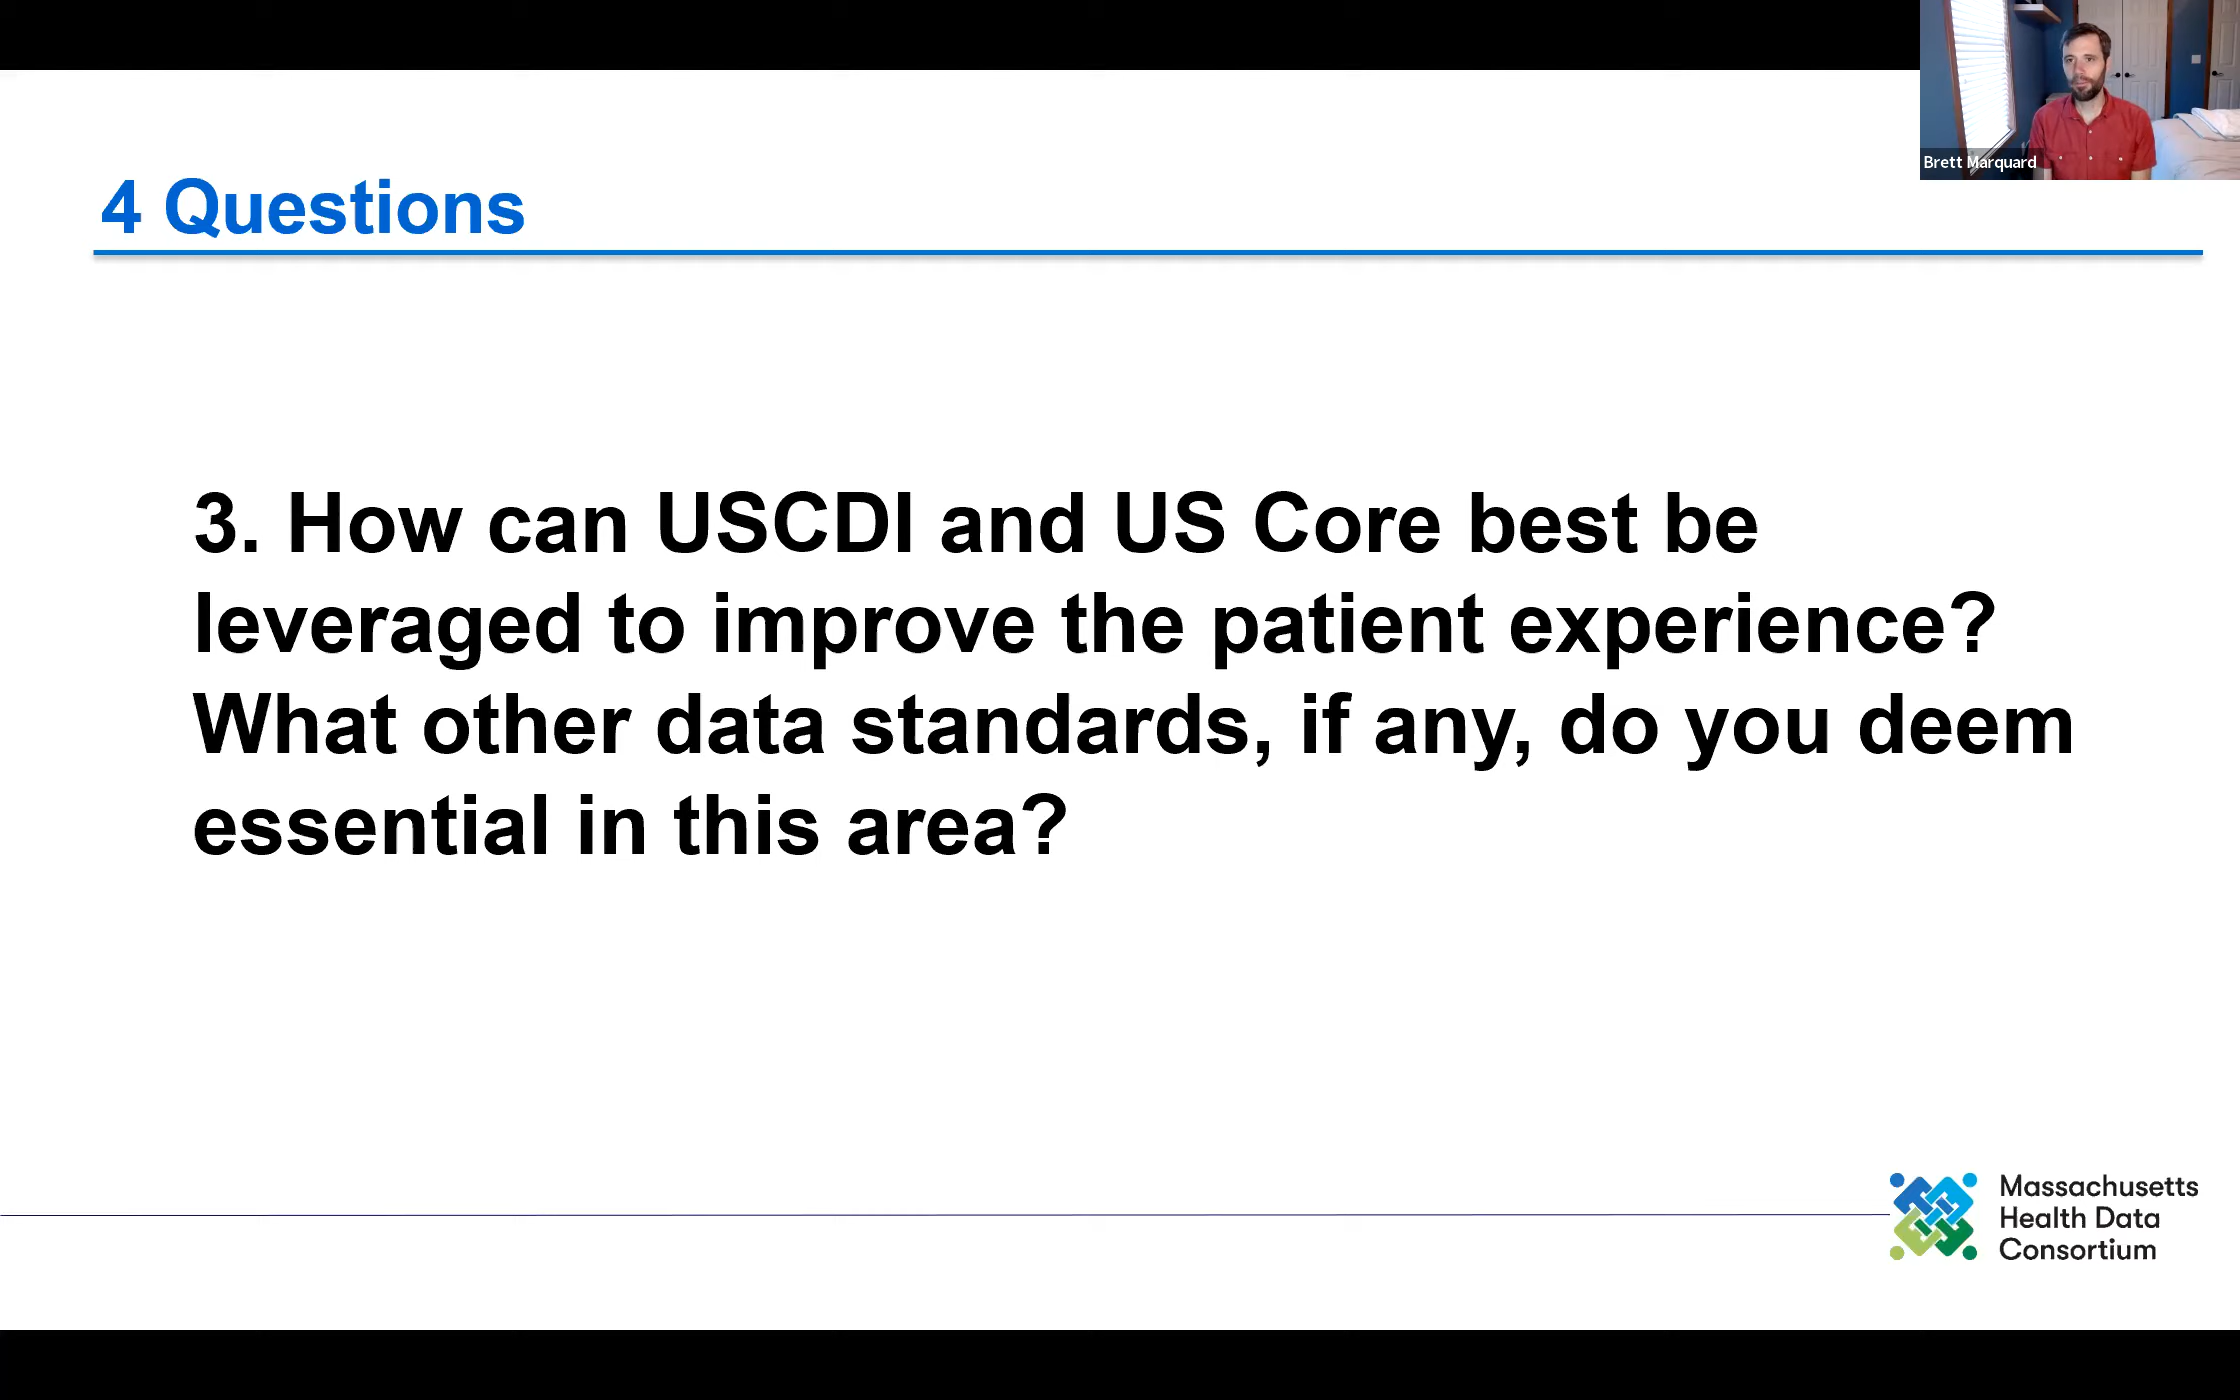 Brett Marquard
4 Questions
3. How can USCDI and US Core best be
leveraged to improve the patient experience?
What other data standards, if any, do you deem
essential in this area?
Massachusetts
Health Data
Consortium